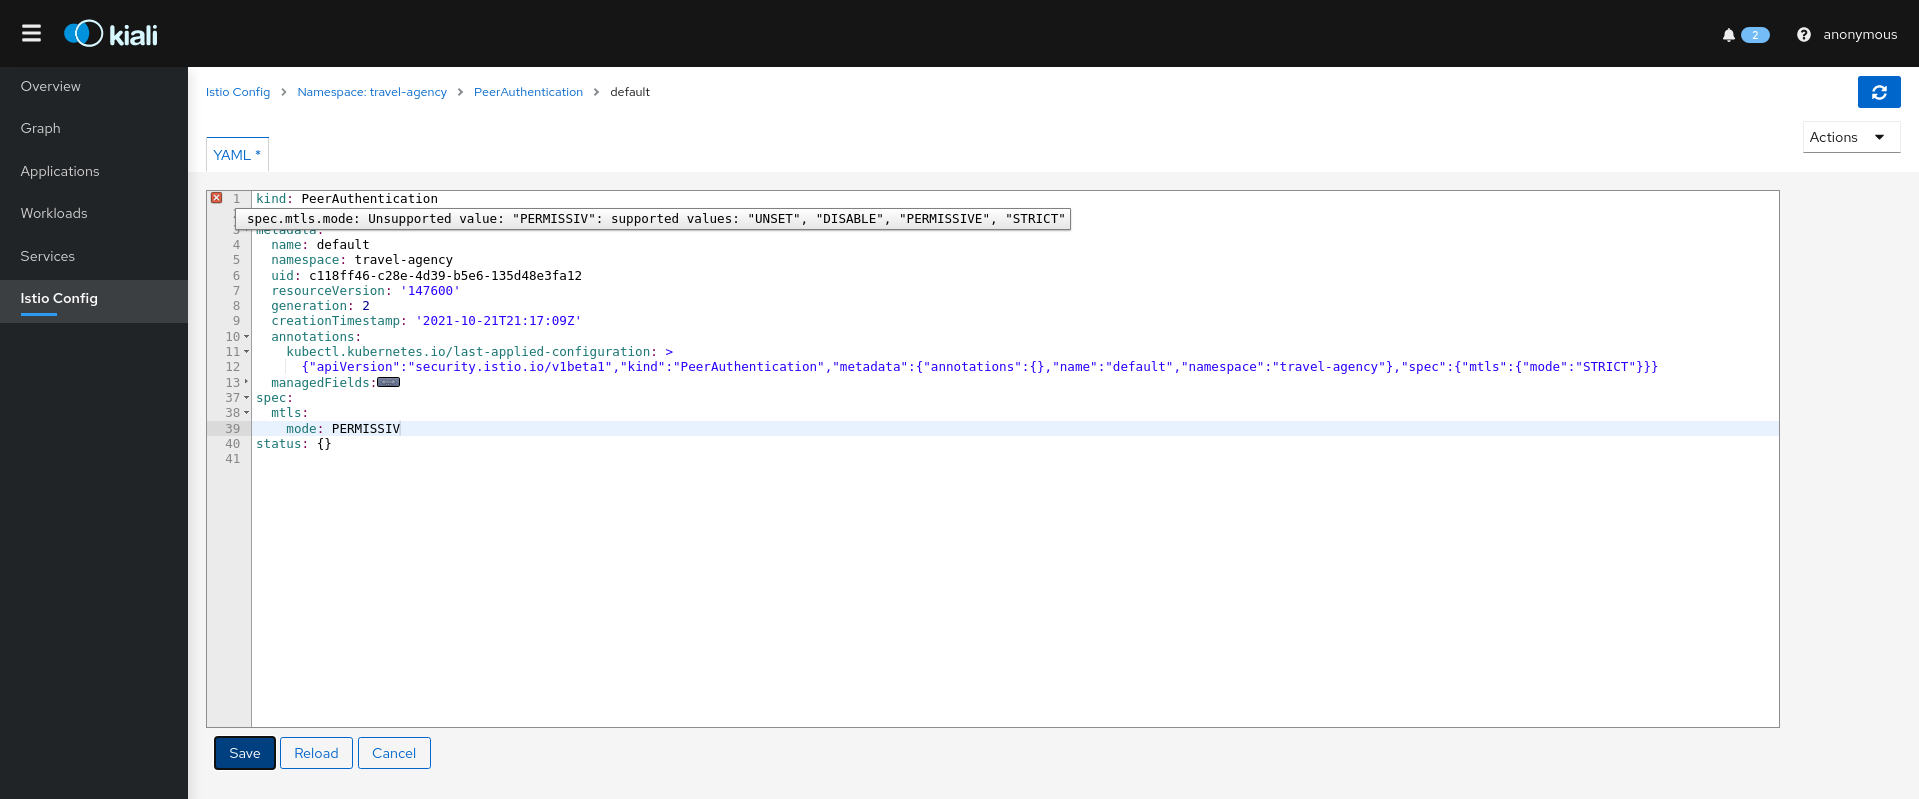 kiali
2
anonymous
Overview
Graph
Applications
Workloads
Services
Istio Config
Istio Config > Namespace: travel-agency > PeerAuthentication > default
Actions
YAML *
1 kind: PeerAuthentication
spec.mtls.mode: Unsupported value: "PERMISSIV": supported values: "UNSET", "DISABLE", "PERMISSIVE", "STRICT"
3 metadata:
4 name: default
5 namespace: travel-agency
6 uid: c118ff46-c28e-4d39-b5e6-135d48e3fa12
7 resourceVersion: '147600'
8 generation: 2
9 creationTimestamp: '2021-10-21T21:17:09Z'
10 annotations:
11 kubectl.kubernetes.io/last-applied-configuration: >
12 {"apiVersion":"security.istio.io/v1beta1","kind":"PeerAuthentication","metadata":{"annotations":{},"name":"default","namespace":"travel-agency"},"spec":{"mtls":{"mode":"STRICT"}}}
13 managedFields:
37 spec:
38 mtls:
39 mode: PERMISSIV
40 status: {}
41
Save
Reload
Cancel